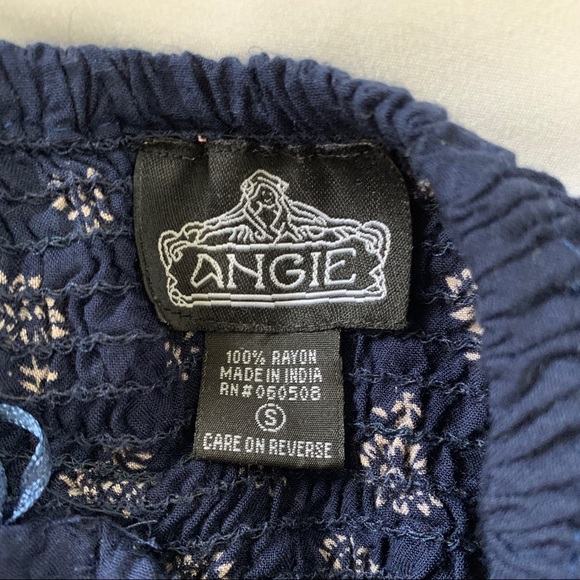 ANGIE
100% RAYON
MADE IN INDIA
RN#060508
S
CARE ON REVERSE